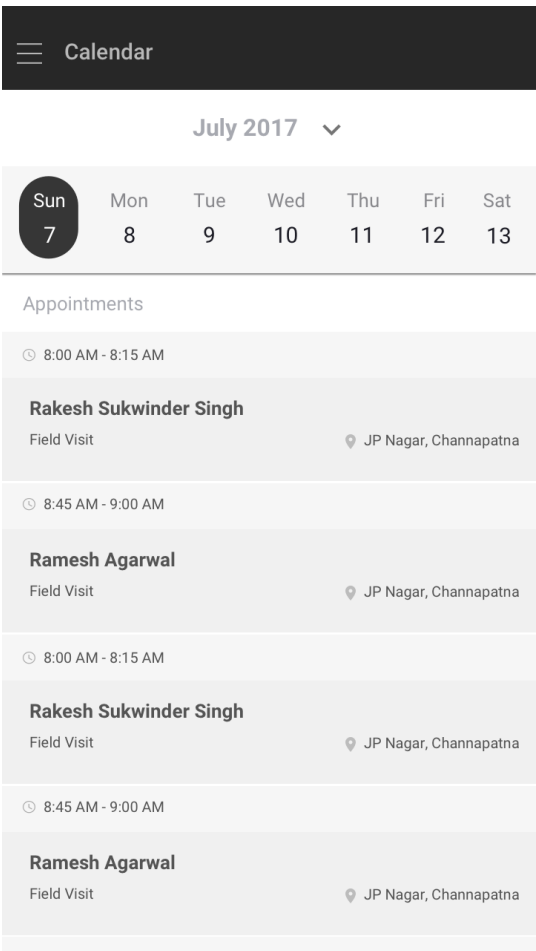 Calendar
July 2017
Sun Mon Tue Wed Thu Fri Sat
7 8 9 10 11 12 13
Appointments
8:00 AM - 8:15 AM
Rakesh Sukwinder Singh
Field Visit JP Nagar, Channapatna
8:45 AM - 9:00 AM
Ramesh Agarwal
Field Visit JP Nagar, Channapatna
8:00 AM - 8:15 AM
Rakesh Sukwinder Singh
Field Visit JP Nagar, Channapatna
8:45 AM - 9:00 AM
Ramesh Agarwal
Field Visit JP Nagar, Channapatna